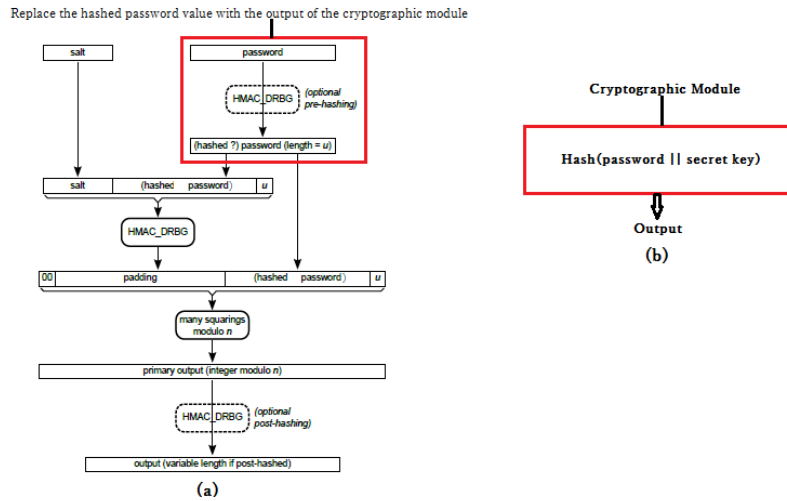 Replace the hashed password value with the output of the cryptographic module
salt
password
HMAC_DRBG
(optional
pre-hashing)
(hashed ?) password (length = u)
salt
(hashed password)
u
HMAC_DRBG
00
padding
(hashed password)
u
many squarings
modulo n
primary output (integer modulo n)
HMAC_DRBG
(optional
post-hashing)
output (variable length if post-hashed)
(a)
Cryptographic Module
Hash(password || secret key)
Output
(b)